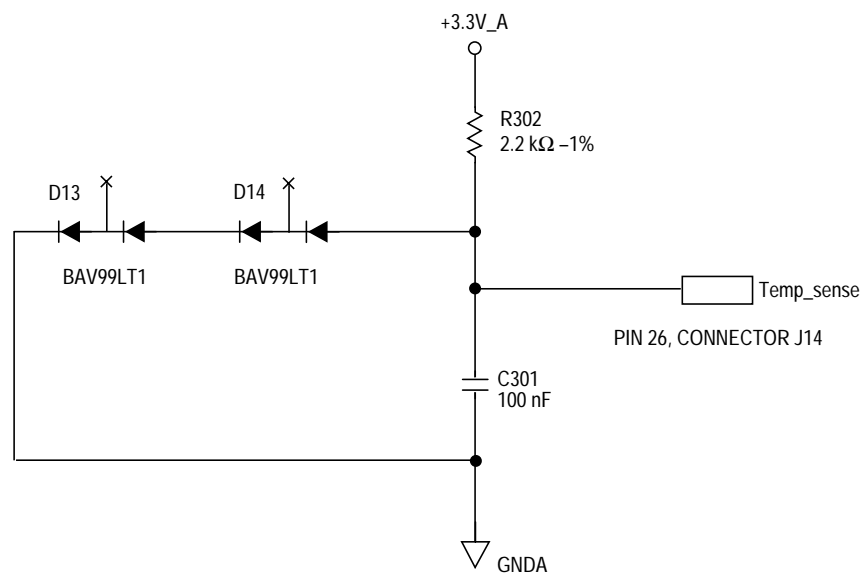 +3.3V_A
R302
2.2 kΩ –1%
D13
D14
BAV99LT1
BAV99LT1
Temp_sense
PIN 26, CONNECTOR J14
C301
100 nF
GNDA